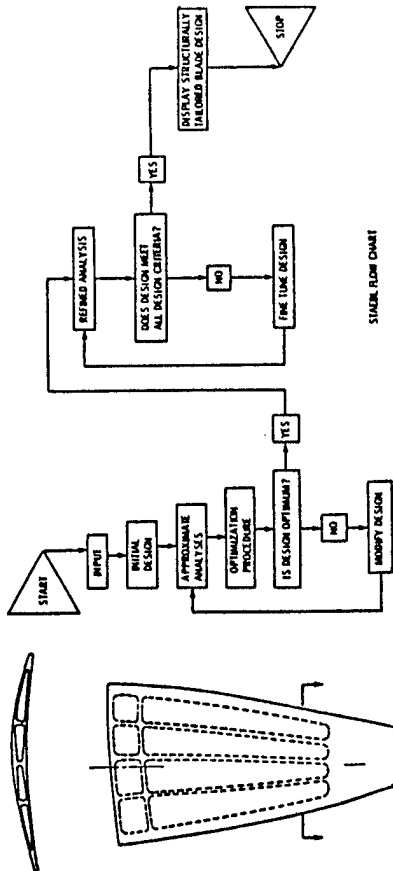 START
INPUT
INITIAL
DESIGN
APPROXIMATE
ANALYSES
OPTIMIZATION
PROCEDURE
IS DESIGN OPTIMUM?
YES
NO
MODIFY DESIGN
REFINED ANALYSIS
DOES DESIGN MEET
ALL DESIGN CRITERIA?
YES
NO
FINE TUNE DESIGN
DISPLAY STRUCTURALLY
TAILORED BLADE DESIGN
STOP
STAEBL FLOW CHART